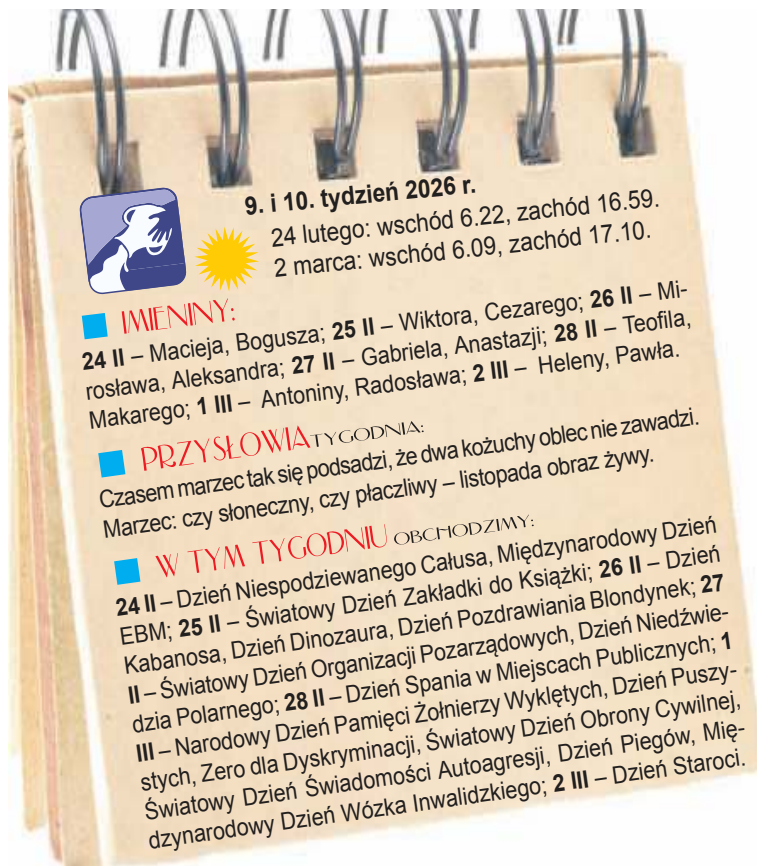 9. i 10. tydzień 2026 r.
24 lutego: wschód 6.22, zachód 16.59.
2 marca: wschód 6.09, zachód 17.10.
IMIENINY:
24 II – Macieja, Bogusza; 25 II – Wiktora, Cezarego; 26 II – Mi-
rosława, Aleksandra; 27 II – Gabriela, Anastazji; 28 II – Teofila,
Makarego; 1 III – Antoniny, Radosława; 2 III – Heleny, Pawła.
PRZYSŁOWIA TYGODNIA:
Czasem marzec tak się podsadzi, że dwa kożuchy oblec nie zawadzi.
Marzec: czy słoneczny, czy płaczliwy – listopada obraz żywy.
W TYM TYGODNIU OBCHODZIMY:
24 II – Dzień Niespodziewanego Całusa, Międzynarodowy Dzień
EBM; 25 II – Światowy Dzień Zakładki do Książki; 26 II – Dzień
Kabanosa, Dzień Dinozaura, Dzień Pozdrawiania Blondynek; 27
II – Światowy Dzień Organizacji Pozarządowych, Dzień Niedźwie-
dzia Polarnego; 28 II – Dzień Spania w Miejscach Publicznych; 1
III – Narodowy Dzień Pamięci Żołnierzy Wyklętych, Dzień Puszy-
stych, Zero dla Dyskryminacji, Światowy Dzień Obrony Cywilnej,
Światowy Dzień Świadomości Autoagresji, Dzień Piegów, Mię-
dzynarodowy Dzień Wózka Inwalidzkiego; 2 III – Dzień Staroci.